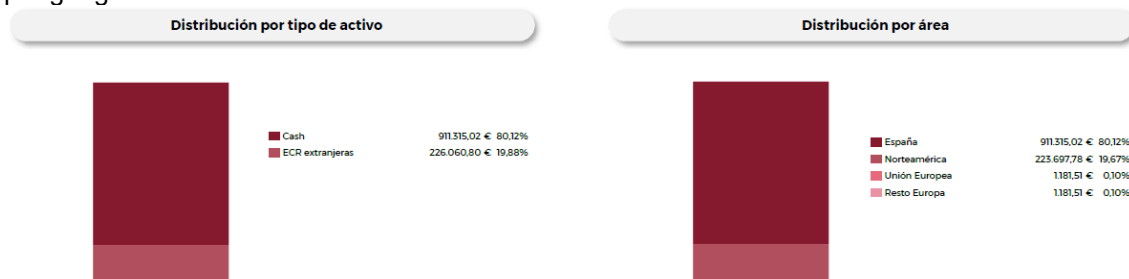 Distribución por tipo de activo
Cash 911.315,02 € 80,12%
ECR extranjeras 226.060,80 € 19,88%
Distribución por área
España 911.315,02 € 80,12%
Norteamérica 223.697,78 € 19,67%
Unión Europea 1.181,51 € 0,10%
Resto Europa 1.181,51 € 0,10%